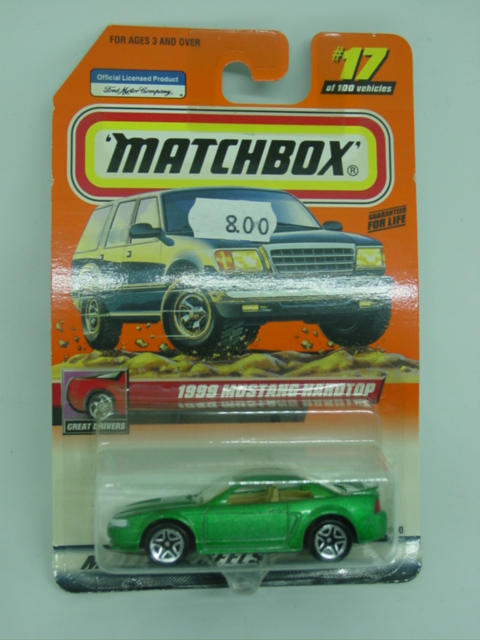 FOR AGES 3 AND OVER
Official Licensed Product
Ford Motor Company
#17
of 100 vehicles
MATCHBOX®
8.00
GUARANTEED
FOR LIFE
1999 MUSTANG HARDTOP
GREAT DRIVERS